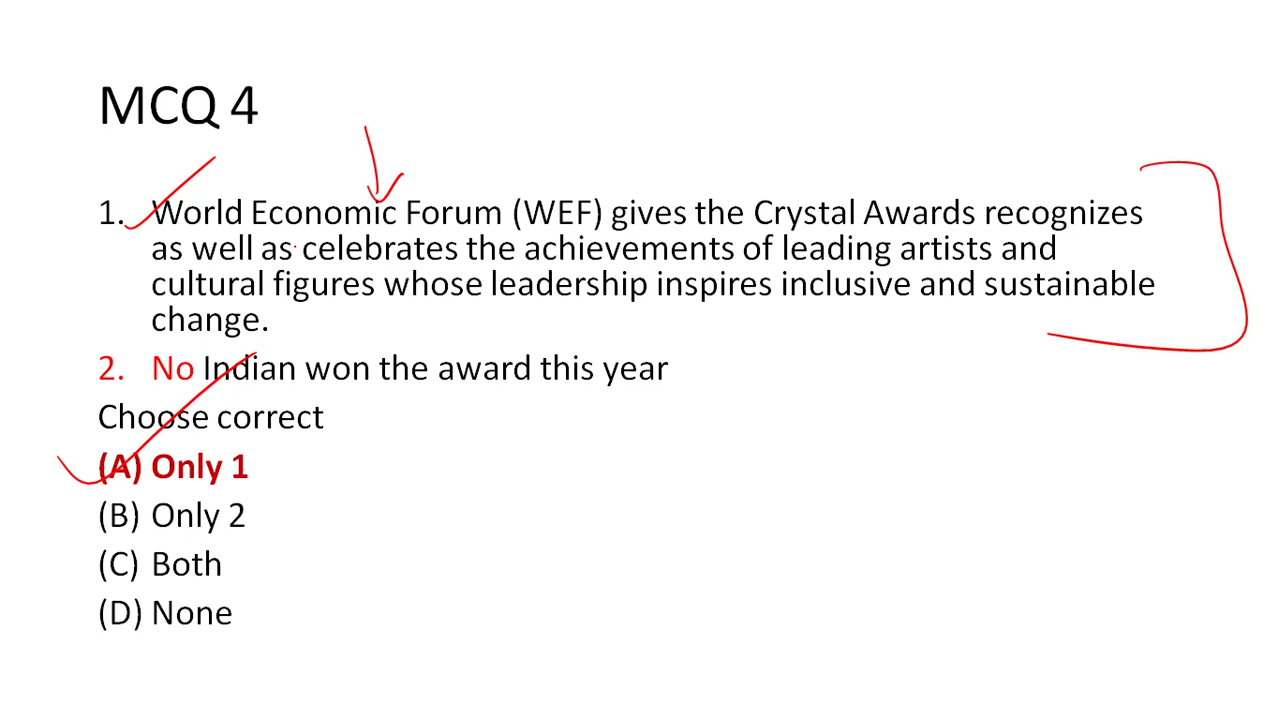 MCQ 4
1. World Economic Forum (WEF) gives the Crystal Awards recognizes
as well as celebrates the achievements of leading artists and
cultural figures whose leadership inspires inclusive and sustainable
change.
2. No Indian won the award this year
Choose correct
(A) Only 1
(B) Only 2
(C) Both
(D) None